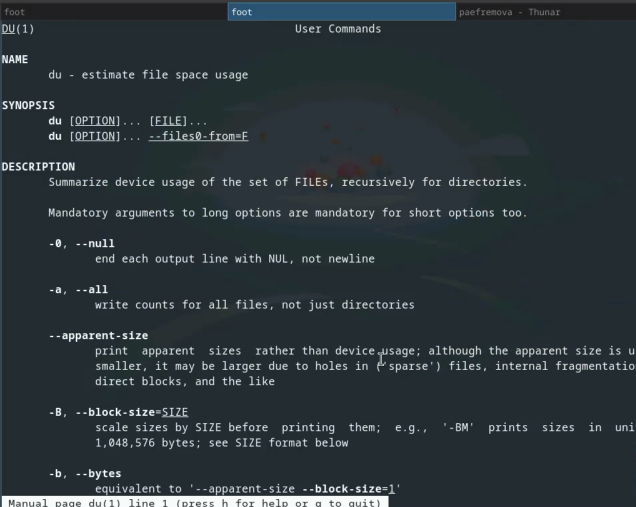 foot foot paefremova - Thunar
DU(1) User Commands
NAME
du - estimate file space usage
SYNOPSIS
du [OPTION]... [FILE]...
du [OPTION]... --files0-from=F
DESCRIPTION
Summarize device usage of the set of FILEs, recursively for directories.
Mandatory arguments to long options are mandatory for short options too.
-0, --null
end each output line with NUL, not newline
-a, --all
write counts for all files, not just directories
--apparent-size
print apparent sizes rather than device usage; although the apparent size is u
smaller, it may be larger due to holes in ('sparse') files, internal fragmentatio
direct blocks, and the like
-B, --block-size=SIZE
scale sizes by SIZE before printing them; e.g., '-BM' prints sizes in uni
1,048,576 bytes; see SIZE format below
-b, --bytes
equivalent to '--apparent-size --block-size=1'
Manual page du(1) line 1 (press h for help or q to quit)